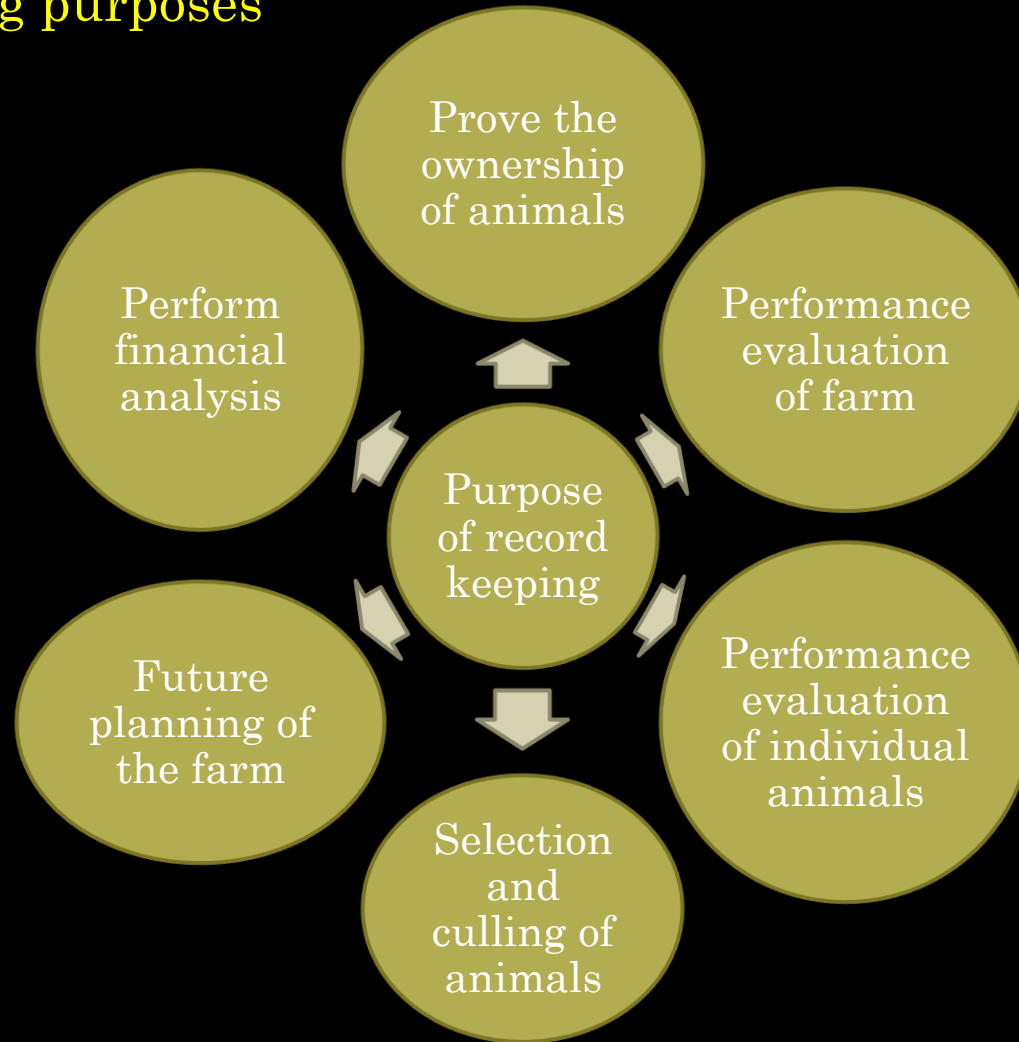 g purposes
Prove the
ownership
of animals
Performance
evaluation
of farm
Performance
evaluation
of individual
animals
Selection
and
culling of
animals
Future
planning of
the farm
Perform
financial
analysis
Purpose
of record
keeping